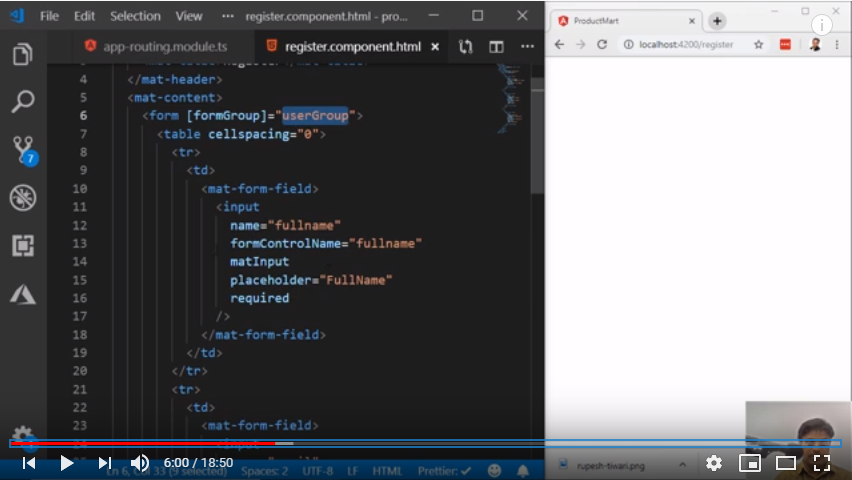 File Edit Selection View ··· register.component.html - pro...
app-routing.module.ts register.component.html
4 </mat-header>
5 <mat-content>
6 <form [formGroup]="userGroup">
7 <table cellspacing="0">
8 <tr>
9 <td>
10 <mat-form-field>
11 <input
12 name="fullname"
13 formControlName="fullname"
14 matInput
15 placeholder="FullName"
16 required
17 />
18 </mat-form-field>
19 </td>
20 </tr>
21 <tr>
22 <td>
23 <mat-form-field>
7
Ln 6, Col 33 (9 selected) Spaces: 2 UTF-8 LF HTML Prettier: ✓
6:00 / 18:50
ProductMart
localhost:4200/register
rupesh-tiwari.png